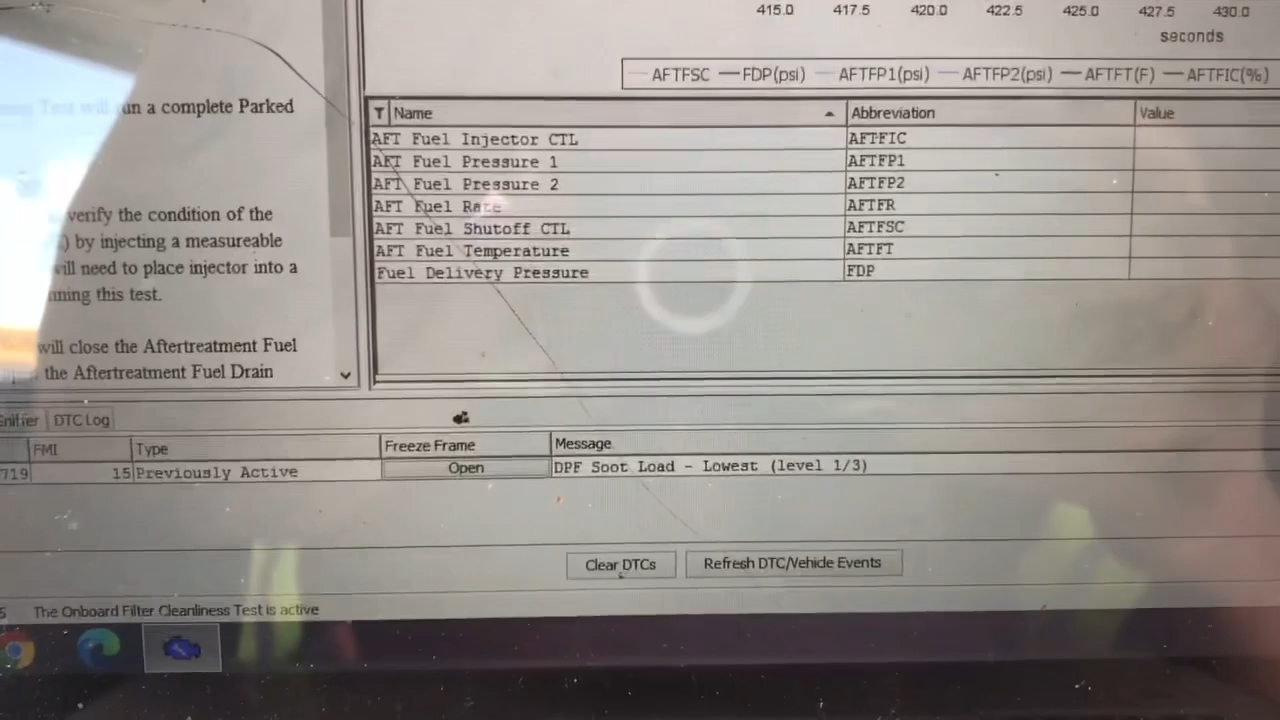 415.0 417.5 420.0 422.5 425.0 427.5 430.0
seconds
AFTFSC FDP(psi) AFTFP1(psi) AFTFP2(psi) AFTFT(F) AFTFIC(%)
Test will run a complete Parked
verify the condition of the
) by injecting a measureable
will need to place injector into a
this test.
will close the Aftertreatment Fuel
the Aftertreatment Fuel Drain
Name Abbreviation Value
AFT Fuel Injector CTL AFTFIC
AFT Fuel Pressure 1 AFTFP1
AFT Fuel Pressure 2 AFTFP2
AFT Fuel Rate AFTFR
AFT Fuel Shutoff CTL AFTFSC
AFT Fuel Temperature AFTFT
Fuel Delivery Pressure FDP
DTC Log
FMI Type Freeze Frame Message
719 15 Previously Active Open DPF Soot Load - Lowest (level 1/3)
Clear DTCs Refresh DTC/Vehicle Events
The Onboard Filter Cleanliness Test is active